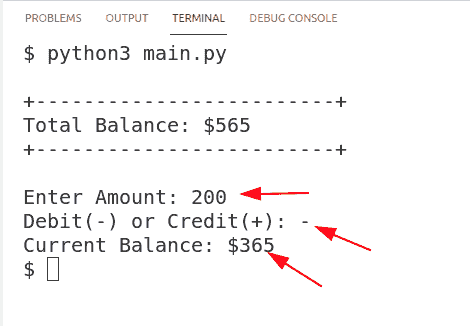 PROBLEMS OUTPUT TERMINAL DEBUG CONSOLE
$ python3 main.py
+-------------------------+
Total Balance: $565
+-------------------------+
Enter Amount: 200
Debit(-) or Credit(+): -
Current Balance: $365
$